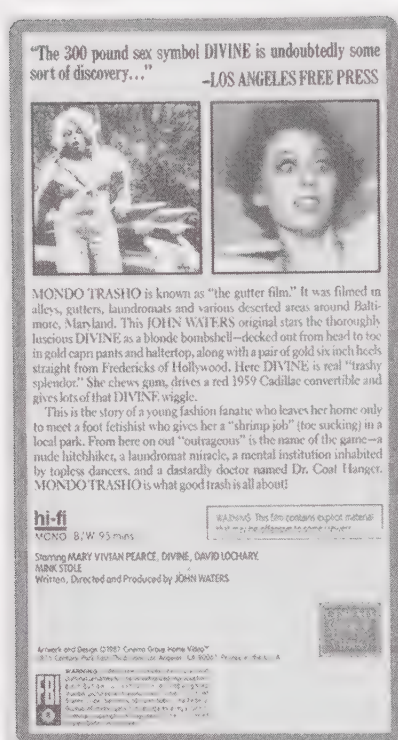 “The 300 pound sex symbol DIVINE is undoubtedly some
sort of discovery...”
–LOS ANGELES FREE PRESS
MONDO TRASHO is known as “the gutter film.” It was filmed in
alleys, gutters, laundromats and various deserted areas around Balti-
more, Maryland. This JOHN WATERS original stars the thoroughly
luscious DIVINE as a blonde bombshell—decked out from head to toe
in gold capri pants and haltertop, along with a pair of gold six inch heels
straight from Fredericks of Hollywood. Here DIVINE is real “trashy
splendor.” She chews gum, drives a red 1959 Cadillac convertible and
gives lots of that DIVINE wiggle.
This is the story of a young fashion fanatic who leaves her home only
to meet a foot fetishist who gives her a “shrimp job” (toe sucking) in a
local park. From here on out “outrageous” is the name of the game—a
nude hitchhiker, a laundromat miracle, a mental institution inhabited
by topless dancers, and a dastardly doctor named Dr. Coat Hanger.
MONDO TRASHO is what good trash is all about!
hi-fi
MONO B/W 95 mins
WARNING: This film contains explicit material
Starring MARY VIVIAN PEARCE, DIVINE, DAVID LOCHARY,
MINK STOLE
Written, Directed and Produced by JOHN WATERS
Artwork and Design ©1987 Cinema Group Home Video™
WARNING
FBI